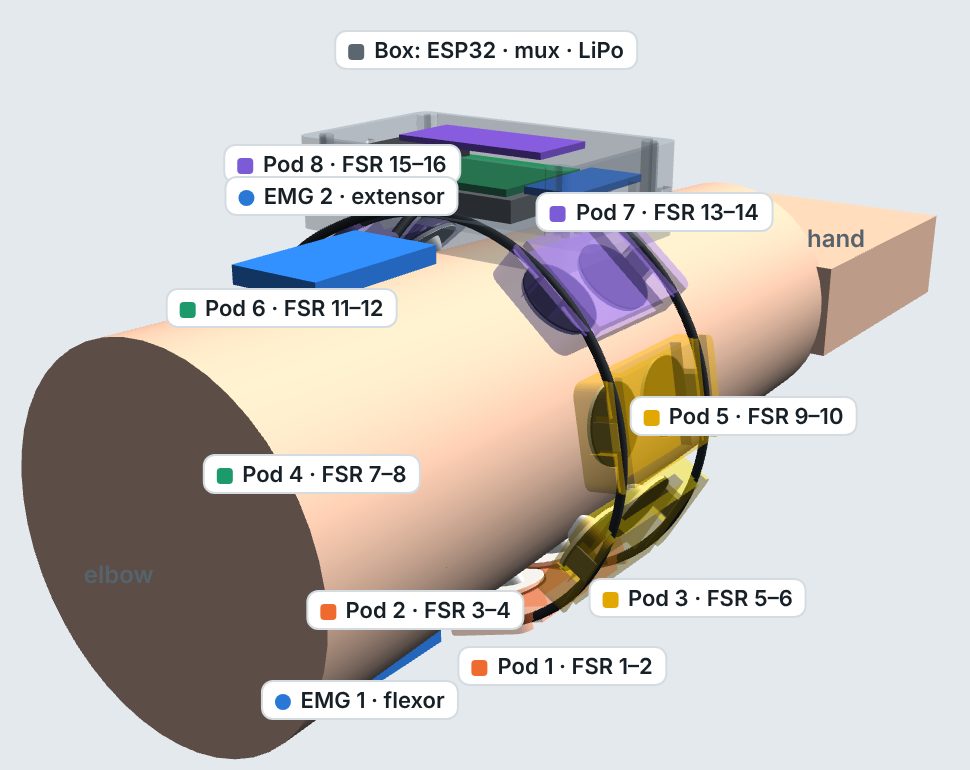 Box: ESP32 · mux · LiPo
Pod 8 · FSR 15–16
EMG 2 · extensor
Pod 7 · FSR 13–14
hand
Pod 6 · FSR 11–12
Pod 5 · FSR 9–10
Pod 4 · FSR 7–8
elbow
Pod 3 · FSR 5–6
Pod 2 · FSR 3–4
Pod 1 · FSR 1–2
EMG 1 · flexor